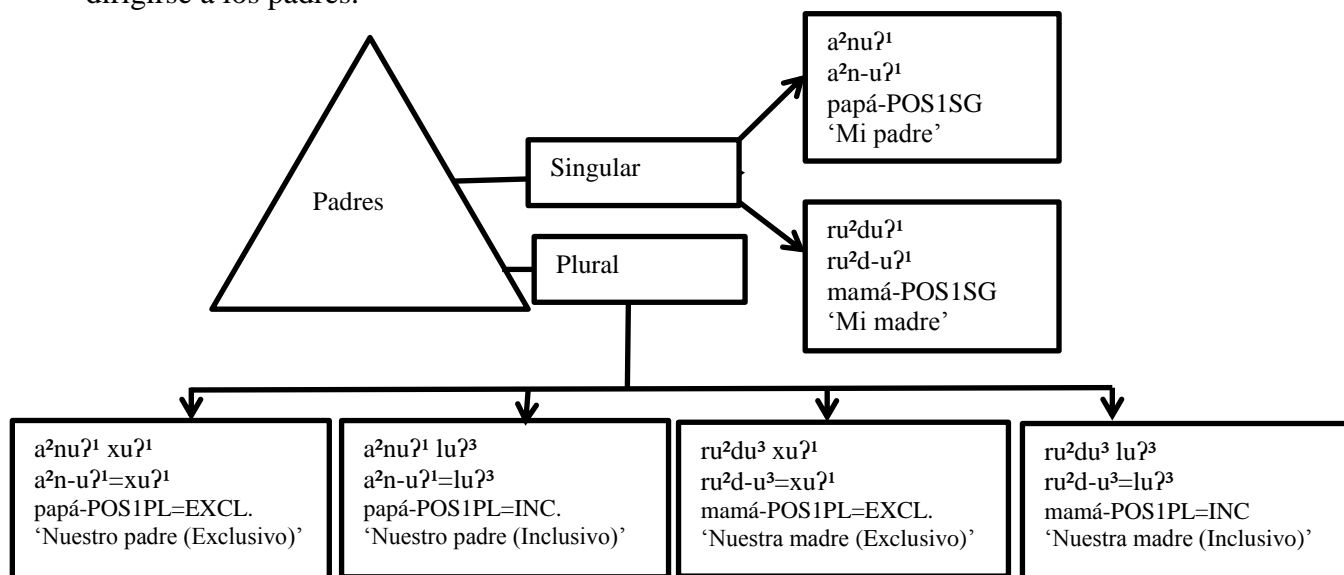 dirigirse a los padres.
Padres
Singular
Plural
a²nuʔ¹
a²n-uʔ¹
papá-POS1SG
‘Mi padre’
ru²duʔ¹
ru²d-uʔ¹
mamá-POS1SG
‘Mi madre’
a²nuʔ¹ xuʔ¹
a²n-uʔ¹=xuʔ¹
papá-POS1PL=EXCL.
‘Nuestro padre (Exclusivo)’
a²nuʔ¹ luʔ³
a²n-uʔ¹=luʔ³
papá-POS1PL=INC.
‘Nuestro padre (Inclusivo)’
ru²du³ xuʔ¹
ru²d-u³=xuʔ¹
mamá-POS1PL=EXCL.
‘Nuestra madre (Exclusivo)’
ru²du³ luʔ³
ru²d-u³=luʔ³
mamá-POS1PL=INC
‘Nuestra madre (Inclusivo)’